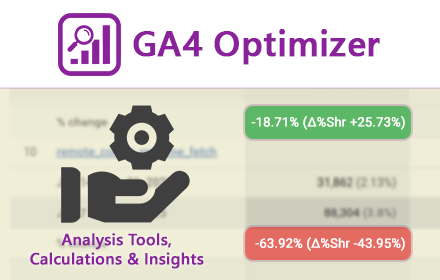 GA4 Optimizer
-18.71% (Δ%Shr +25.73%)
% change
10
31,862 (2.13%)
88,304 (3.8%)
-63.92% (Δ%Shr -43.95%)
Analysis Tools,
Calculations & Insights